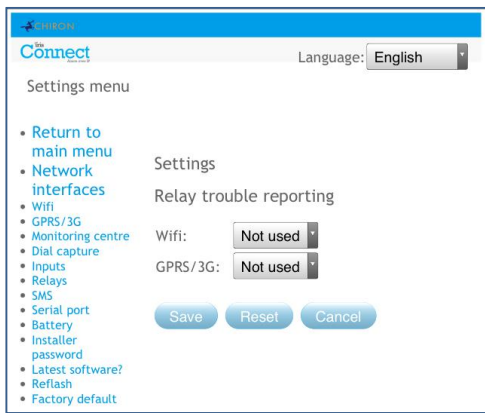 CHIRON
Iris
Connect
Language: English
Settings menu
Return to
main menu
Network
interfaces
Wifi
GPRS/3G
Monitoring centre
Dial capture
Inputs
Relays
SMS
Serial port
Battery
Installer
password
Latest software?
Reflash
Factory default
Settings
Relay trouble reporting
Wifi: Not used
GPRS/3G: Not used
Save Reset Cancel